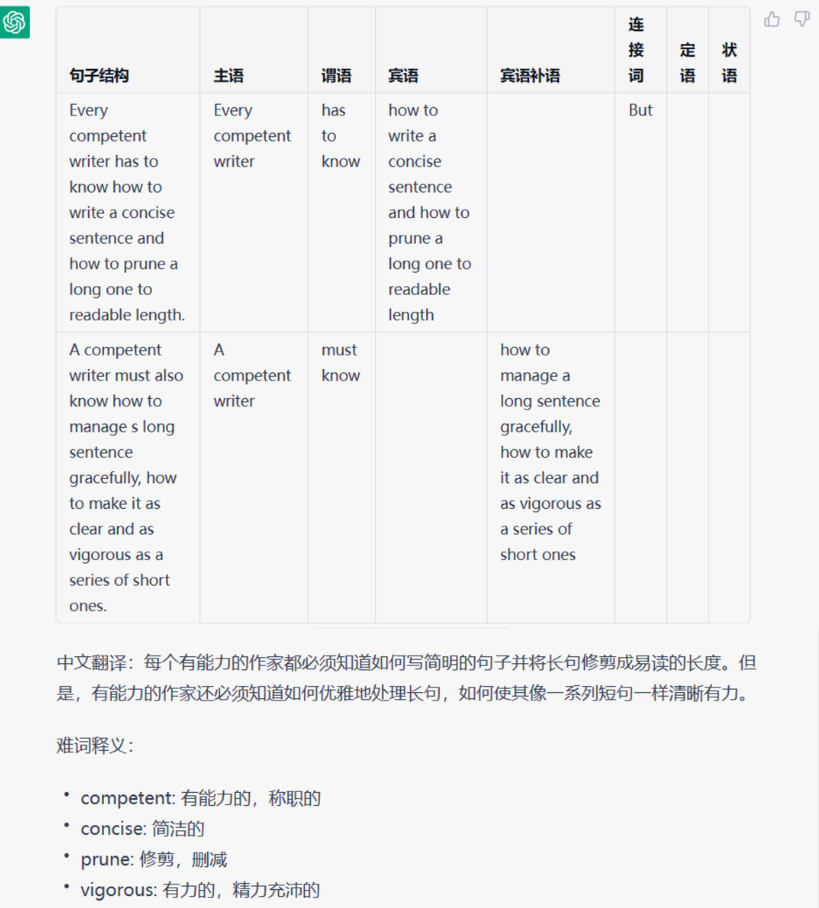 句子结构 主语 谓语 宾语 宾语补语 连接词 定语 状语
Every Every has how to But
competent competent to write a
writer has to writer know concise
know how to sentence
write a concise and how to
sentence and prune a
how to prune a long one to
long one to readable
readable length. length
A competent A must how to
writer must also competent know manage a
know how to writer long sentence
manage s long gracefully,
sentence how to make
gracefully, how it as clear and
to make it as as vigorous as
clear and as a series of
vigorous as a short ones
series of short
ones.
中文翻译：每个有能力的作家都必须知道如何写简明的句子并将长句修剪成易读的长度。但
是，有能力的作家还必须知道如何优雅地处理长句，如何使其像一系列短句一样清晰有力。
难词释义：
• competent: 有能力的，称职的
• concise: 简洁的
• prune: 修剪，删减
• vigorous: 有力的，精力充沛的